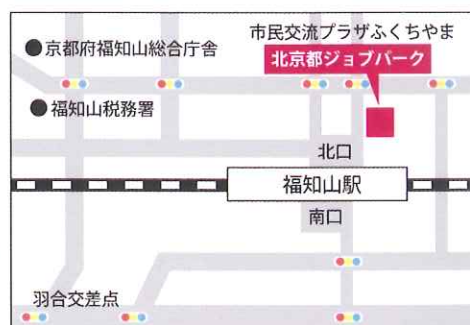 市民交流プラザふくちやま
●京都府福知山総合庁舎
北京都ジョブパーク
●福知山税務署
北口
福知山駅
南口
羽合交差点